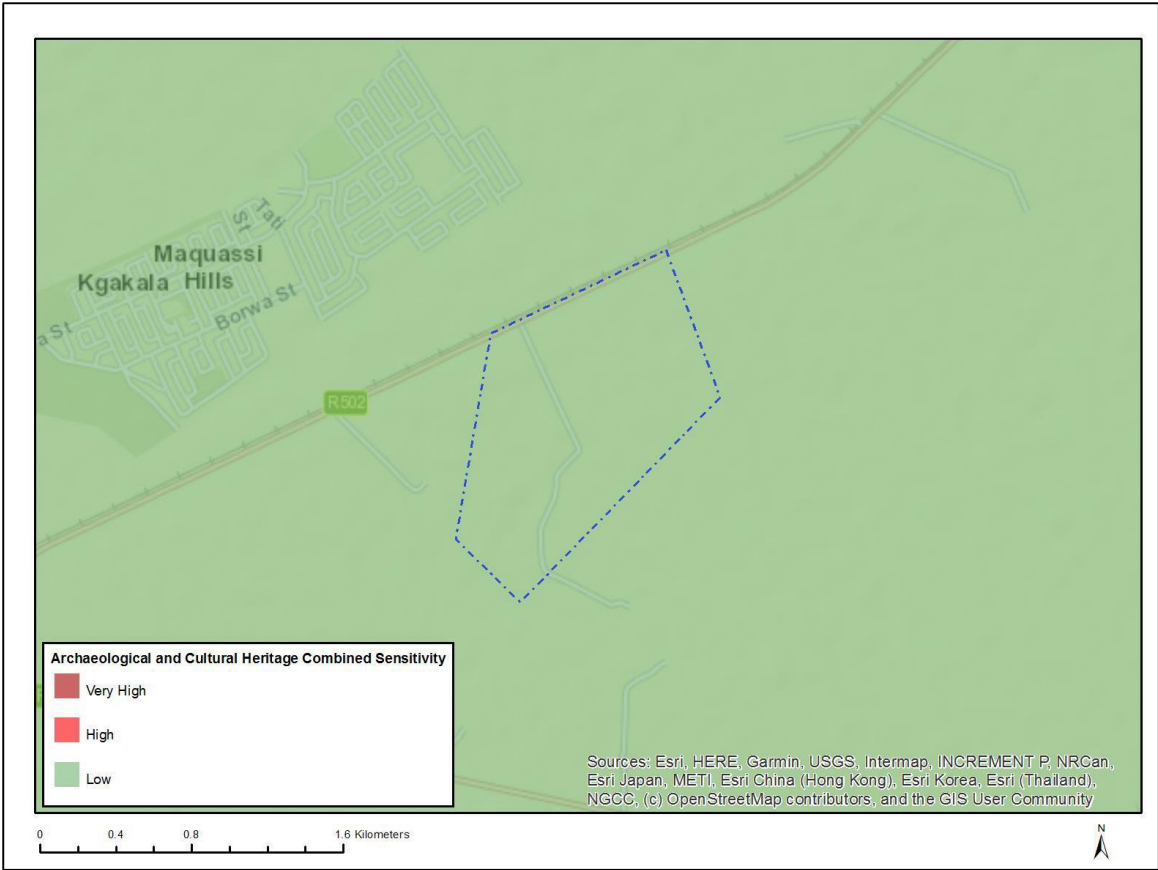 Tati
St
Maquassi
Kgakala Hills
Borwa St
a St
R502
Archaeological and Cultural Heritage Combined Sensitivity
Very High
High
Low
Sources: Esri, HERE, Garmin, USGS, Intermap, INCREMENT P, NRCan,
Esri Japan, METI, Esri China (Hong Kong), Esri Korea, Esri (Thailand),
NGCC, (c) OpenStreetMap contributors, and the GIS User Community
0 0.4 0.8 1.6 Kilometers
N